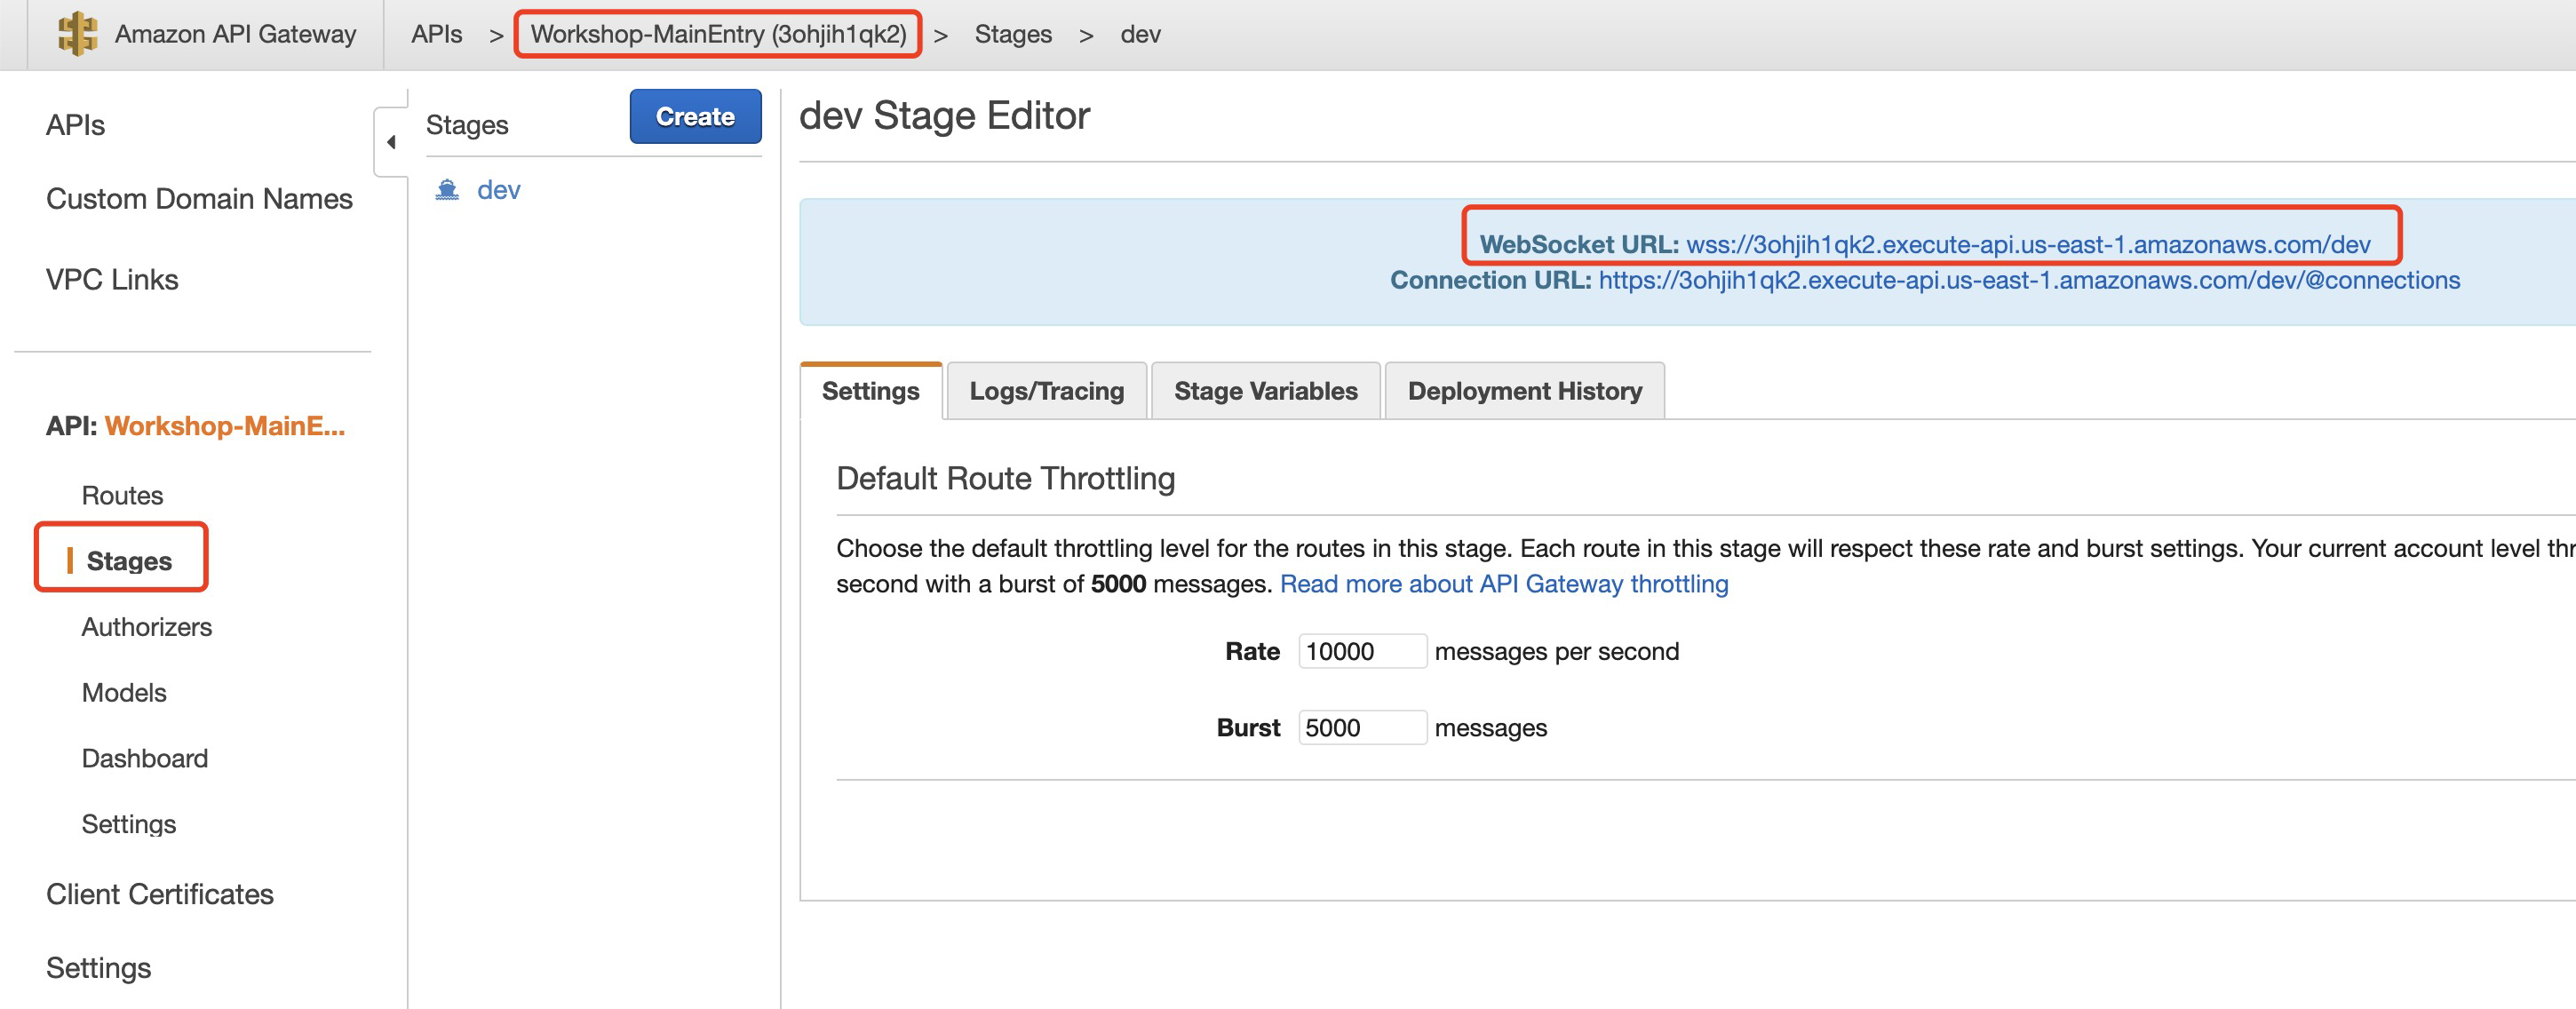 Amazon API Gateway APIs > Workshop-MainEntry (3ohjih1qk2) > Stages > dev
APIs
Custom Domain Names
VPC Links
API: Workshop-MainE...
Routes
Stages
Authorizers
Models
Dashboard
Settings
Client Certificates
Settings
Stages Create
dev
dev Stage Editor
WebSocket URL: wss://3ohjih1qk2.execute-api.us-east-1.amazonaws.com/dev
Connection URL: https://3ohjih1qk2.execute-api.us-east-1.amazonaws.com/dev/@connections
Settings Logs/Tracing Stage Variables Deployment History
Default Route Throttling
Choose the default throttling level for the routes in this stage. Each route in this stage will respect these rate and burst settings. Your current account level thr
second with a burst of 5000 messages. Read more about API Gateway throttling
Rate 10000 messages per second
Burst 5000 messages